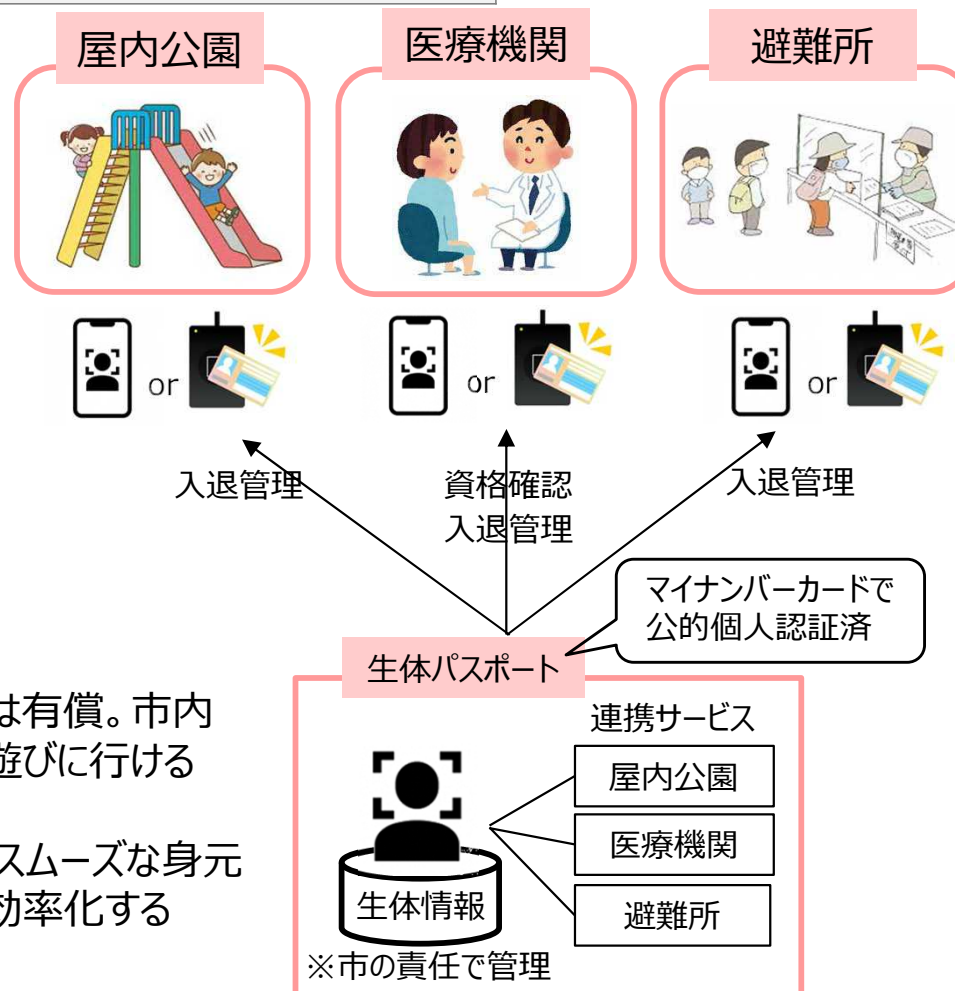 屋内公園
医療機関
避難所
or
or
or
入退管理
資格確認
入退管理
入退管理
マイナンバーカードで
公的個人認証済
生体パスポート
は有償。市内
遊びに行ける
スムーズな身元
効率化する
連携サービス
屋内公園
医療機関
避難所
生体情報
※市の責任で管理